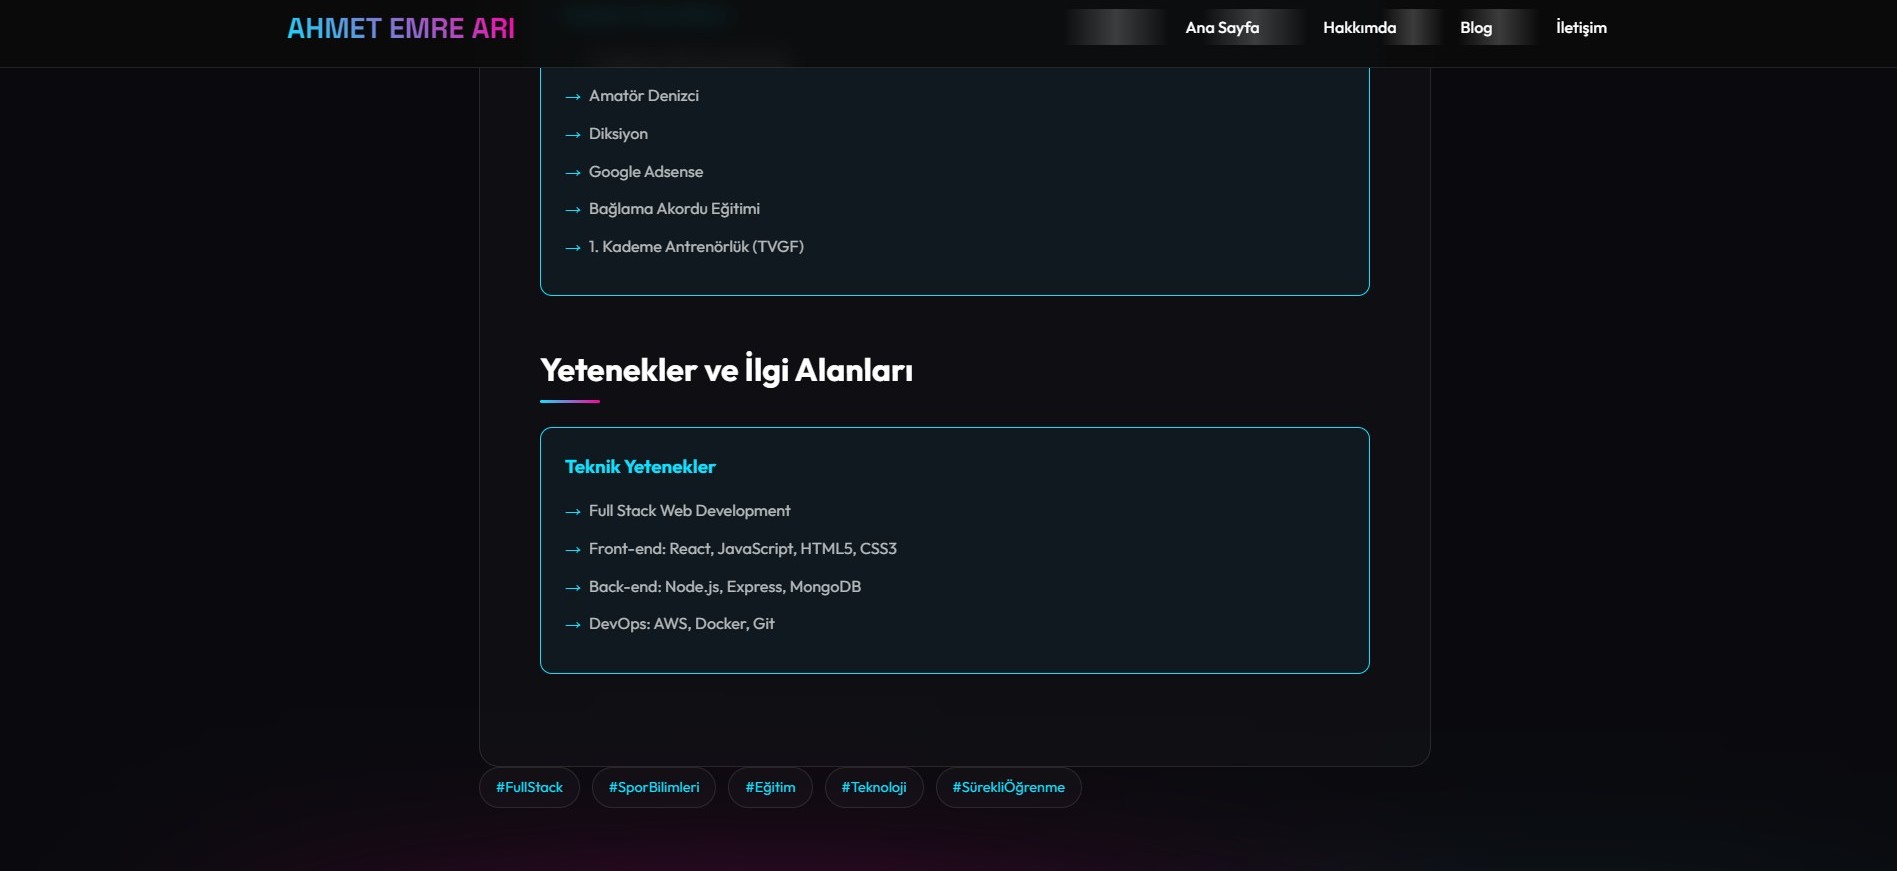 AHMET EMRE ARI
Ana Sayfa
Hakkımda
Blog
İletişim
→ Amatör Denizci
→ Diksiyon
→ Google Adsense
→ Bağlama Akordu Eğitimi
→ 1. Kademe Antrenörlük (TVGF)
Yetenekler ve İlgi Alanları
Teknik Yetenekler
→ Full Stack Web Development
→ Front-end: React, JavaScript, HTML5, CSS3
→ Back-end: Node.js, Express, MongoDB
→ DevOps: AWS, Docker, Git
#FullStack
#SporBilimleri
#Eğitim
#Teknoloji
#SürekliÖğrenme